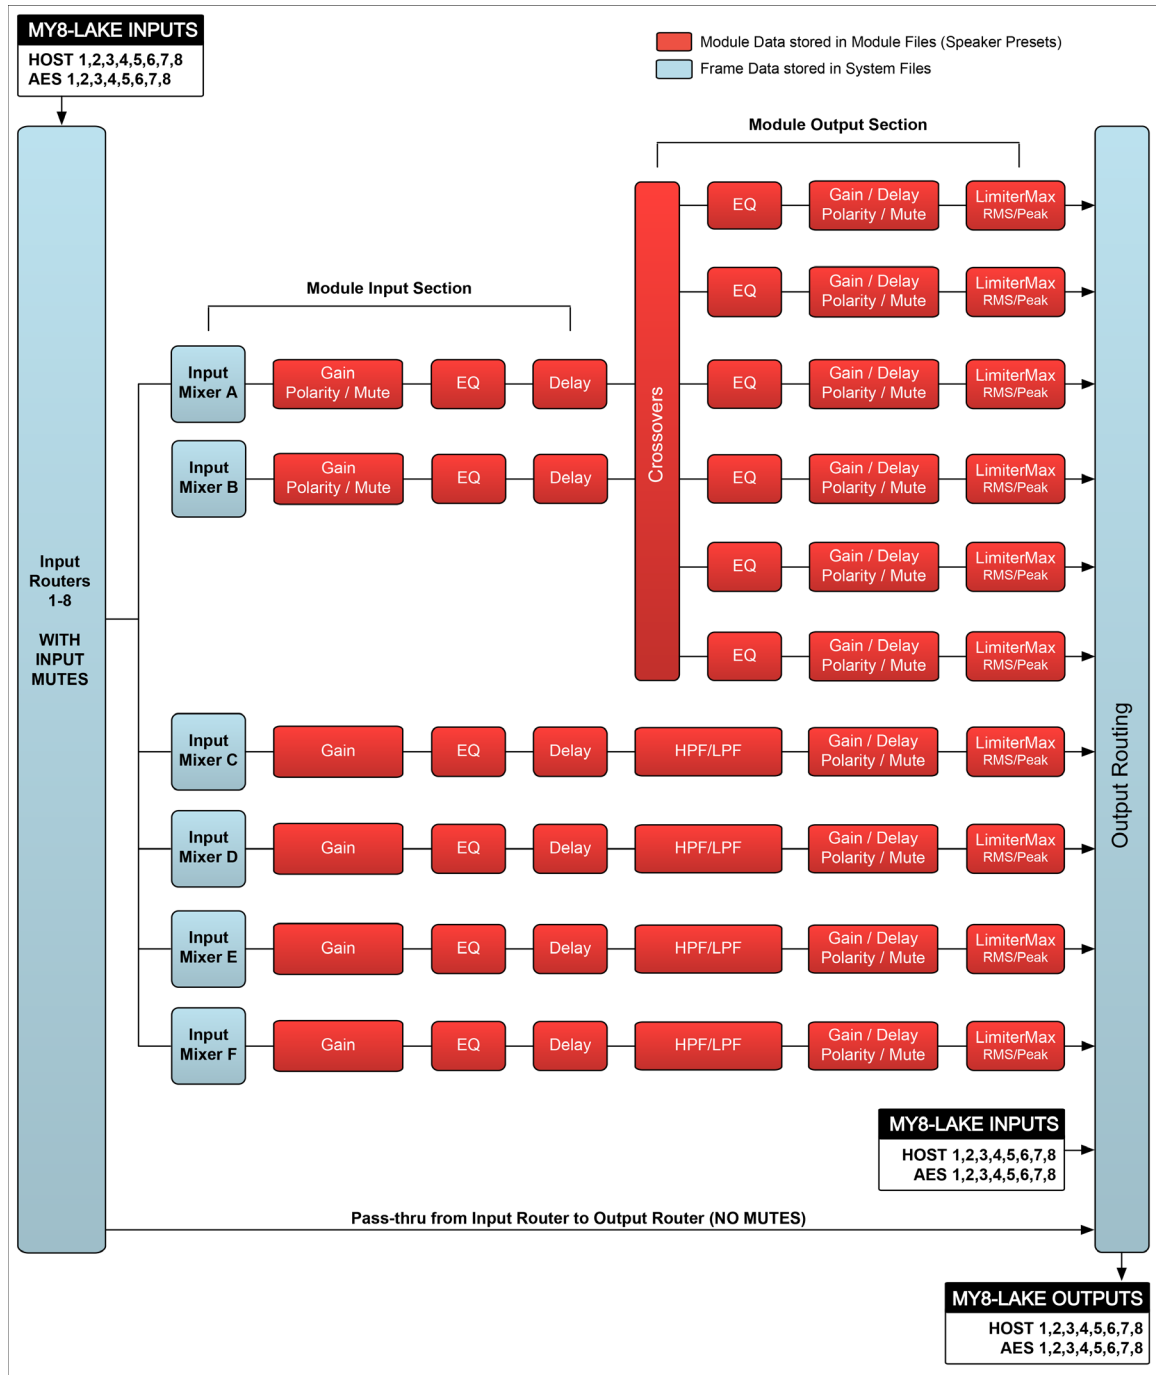 MY8-LAKE INPUTS
HOST 1,2,3,4,5,6,7,8
AES 1,2,3,4,5,6,7,8
Module Data stored in Module Files (Speaker Presets)
Frame Data stored in System Files
Module Output Section
Module Input Section
Input
Routers
1-8
WITH
INPUT
MUTES
Input
Mixer A
Gain
Polarity / Mute
EQ
Delay
Input
Mixer B
Gain
Polarity / Mute
EQ
Delay
Crossovers
EQ
Gain / Delay
Polarity / Mute
LimiterMax
RMS/Peak
EQ
Gain / Delay
Polarity / Mute
LimiterMax
RMS/Peak
EQ
Gain / Delay
Polarity / Mute
LimiterMax
RMS/Peak
EQ
Gain / Delay
Polarity / Mute
LimiterMax
RMS/Peak
EQ
Gain / Delay
Polarity / Mute
LimiterMax
RMS/Peak
EQ
Gain / Delay
Polarity / Mute
LimiterMax
RMS/Peak
Input
Mixer C
Gain
EQ
Delay
HPF/LPF
Gain / Delay
Polarity / Mute
LimiterMax
RMS/Peak
Input
Mixer D
Gain
EQ
Delay
HPF/LPF
Gain / Delay
Polarity / Mute
LimiterMax
RMS/Peak
Input
Mixer E
Gain
EQ
Delay
HPF/LPF
Gain / Delay
Polarity / Mute
LimiterMax
RMS/Peak
Input
Mixer F
Gain
EQ
Delay
HPF/LPF
Gain / Delay
Polarity / Mute
LimiterMax
RMS/Peak
Output Routing
MY8-LAKE INPUTS
HOST 1,2,3,4,5,6,7,8
AES 1,2,3,4,5,6,7,8
Pass-thru from Input Router to Output Router (NO MUTES)
MY8-LAKE OUTPUTS
HOST 1,2,3,4,5,6,7,8
AES 1,2,3,4,5,6,7,8